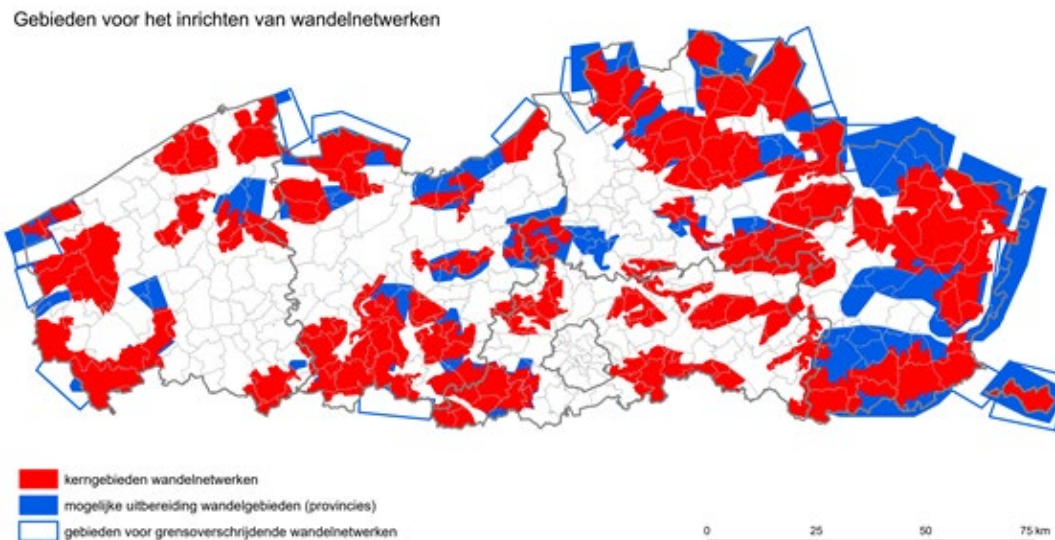 Gebieden voor het inrichten van wandelnetwerken
kerngebieden wandelnetwerken
mogelijke uitbereiding wandelgebieden (provincies)
gebieden voor grensoverschrijdende wandelnetwerken
0 25 50 75 km